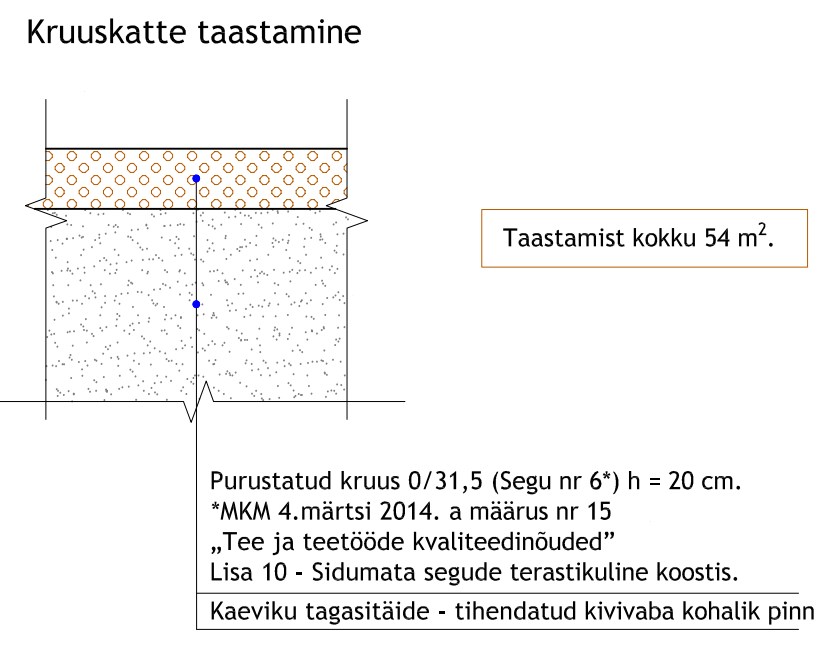 Kruuskatte taastamine
Taastamist kokku 54 m².
Purustatud kruus 0/31,5 (Segu nr 6*) h = 20 cm.
*MKM 4.märtsi 2014. a määrus nr 15
„Tee ja teetööde kvaliteedinõuded”
Lisa 10 - Sidumata segude terastikuline koostis.
Kaeviku tagasitäide - tihendatud kivivaba kohalik pinn